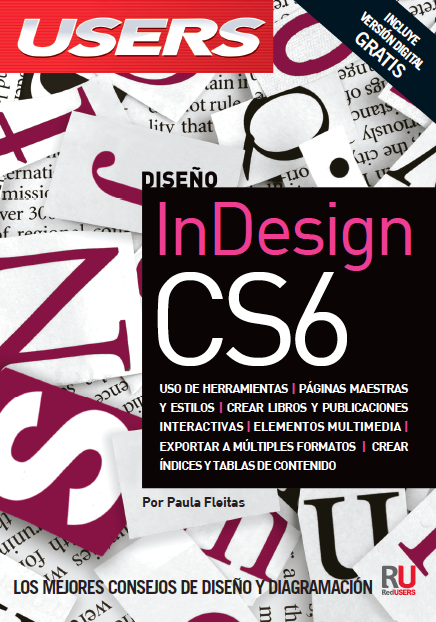 USERS
INCLUYE
VERSIÓN DIGITAL
GRATIS
DISEÑO
InDesign
CS6
USO DE HERRAMIENTAS | PÁGINAS MAESTRAS
Y ESTILOS | CREAR LIBROS Y PUBLICACIONES
INTERACTIVAS | ELEMENTOS MULTIMEDIA |
EXPORTAR A MÚLTIPLES FORMATOS | CREAR
ÍNDICES Y TABLAS DE CONTENIDO
Por Paula Fleitas
LOS MEJORES CONSEJOS DE DISEÑO Y DIAGRAMACIÓN
RU
RedUSERS